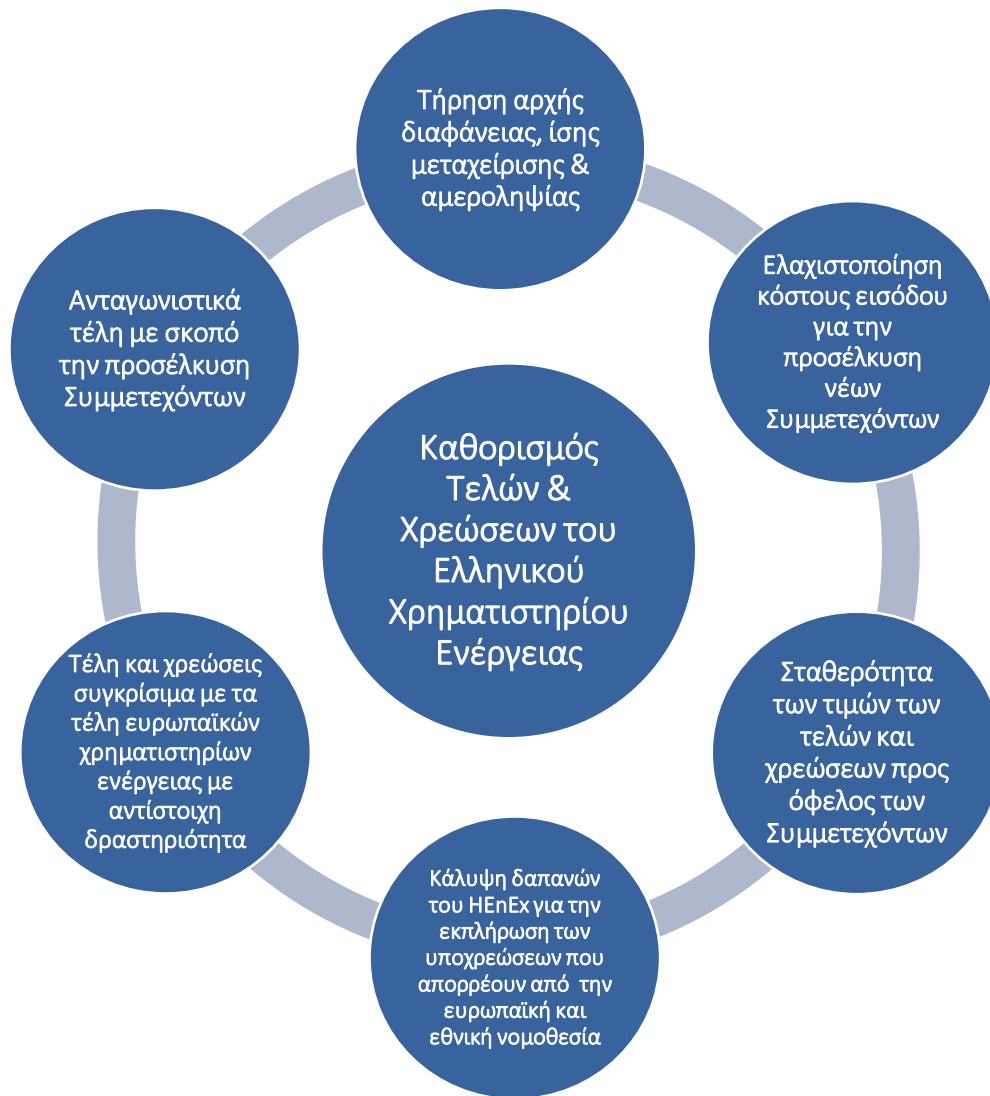 Τήρηση αρχής
διαφάνειας, ίσης
μεταχείρισης &
αμεροληψίας
Ελαχιστοποίηση
κόστους εισόδου
για την
προσέλκυση
νέων
Συμμετεχόντων
Σταθερότητα
των τιμών των
τελών και
χρεώσεων προς
όφελος των
Συμμετεχόντων
Κάλυψη δαπανών
του HEnEx για την
εκπλήρωση των
υποχρεώσεων που
απορρέουν από την
ευρωπαϊκή και
εθνική νομοθεσία
Τέλη και χρεώσεις
συγκρίσιμα με τα
τέλη ευρωπαϊκών
χρηματιστηρίων
ενέργειας με
αντίστοιχη
δραστηριότητα
Ανταγωνιστικά
τέλη με σκοπό
την προσέλκυση
Συμμετεχόντων
Καθορισμός
Τελών &
Χρεώσεων του
Ελληνικού
Χρηματιστηρίου
Ενέργειας